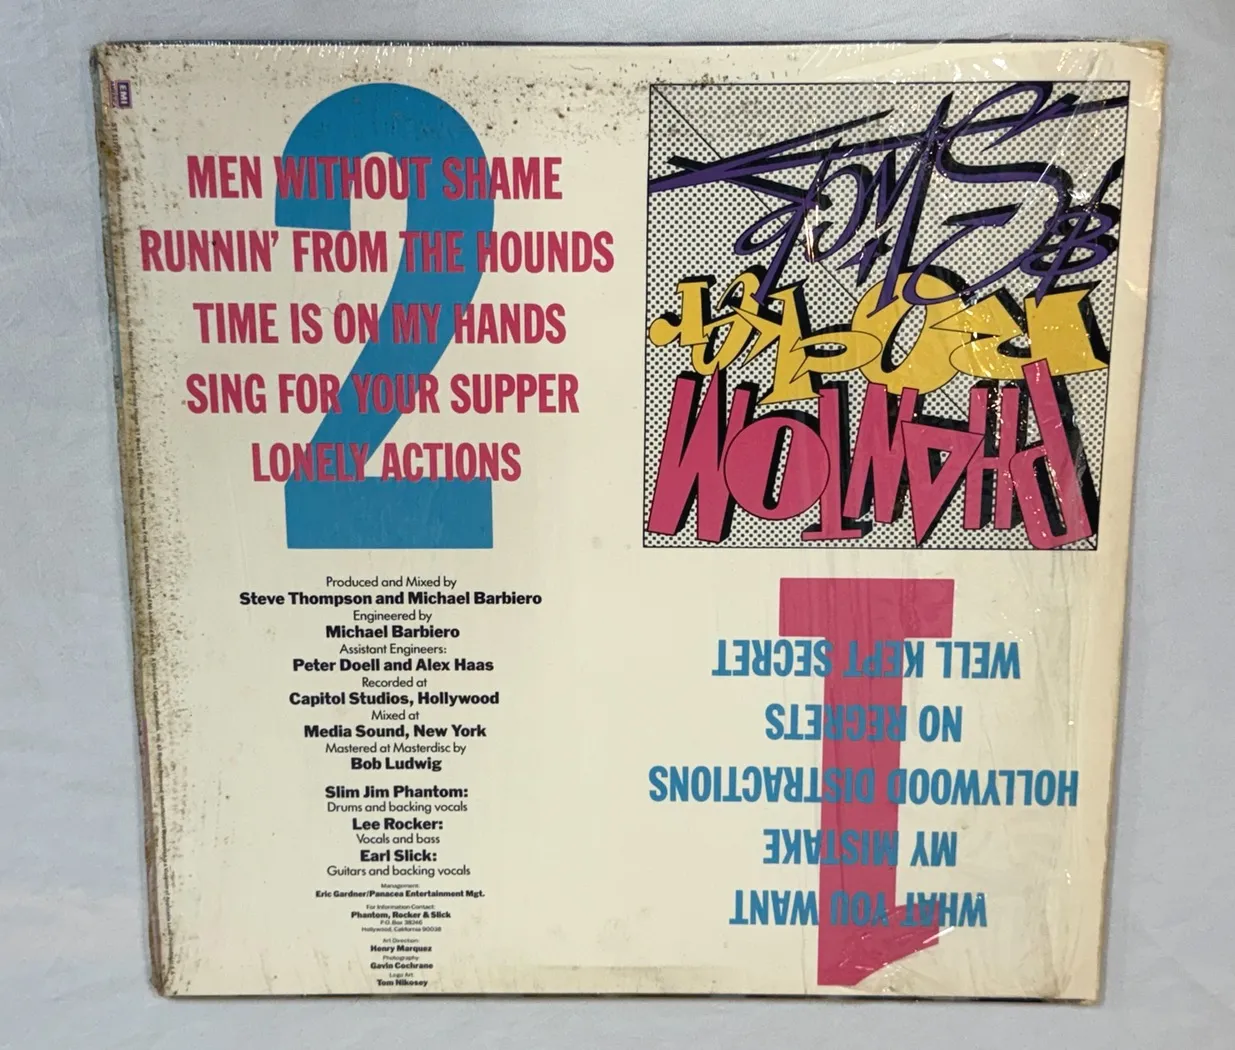 EMI
2
MEN WITHOUT SHAME
RUNNIN' FROM THE HOUNDS
TIME IS ON MY HANDS
SING FOR YOUR SUPPER
LONELY ACTIONS
Produced and Mixed by
Steve Thompson and Michael Barbiero
Engineered by
Michael Barbiero
Assistant Engineers:
Peter Doell and Alex Haas
Recorded at
Capitol Studios, Hollywood
Mixed at
Media Sound, New York
Mastered at Masterdisc by
Bob Ludwig
Slim Jim Phantom:
Drums and backing vocals
Lee Rocker:
Vocals and bass
Earl Slick:
Guitars and backing vocals
Management:
Eric Gardner/Panacea Entertainment Mgt.
For Information Contact:
Phantom, Rocker & Slick
P.O. Box 38246
Hollywood, California 90038
Art Direction:
Henry Marquez
Photography:
Gavin Cochrane
Logo Art:
Tom Nikosey
1
WHAT YOU WANT
MY MISTAKE
HOLLYWOOD DISTRACTIONS
NO REGRETS
WELL KEPT SECRET
PHANTOM
ROCKER
& SLICK